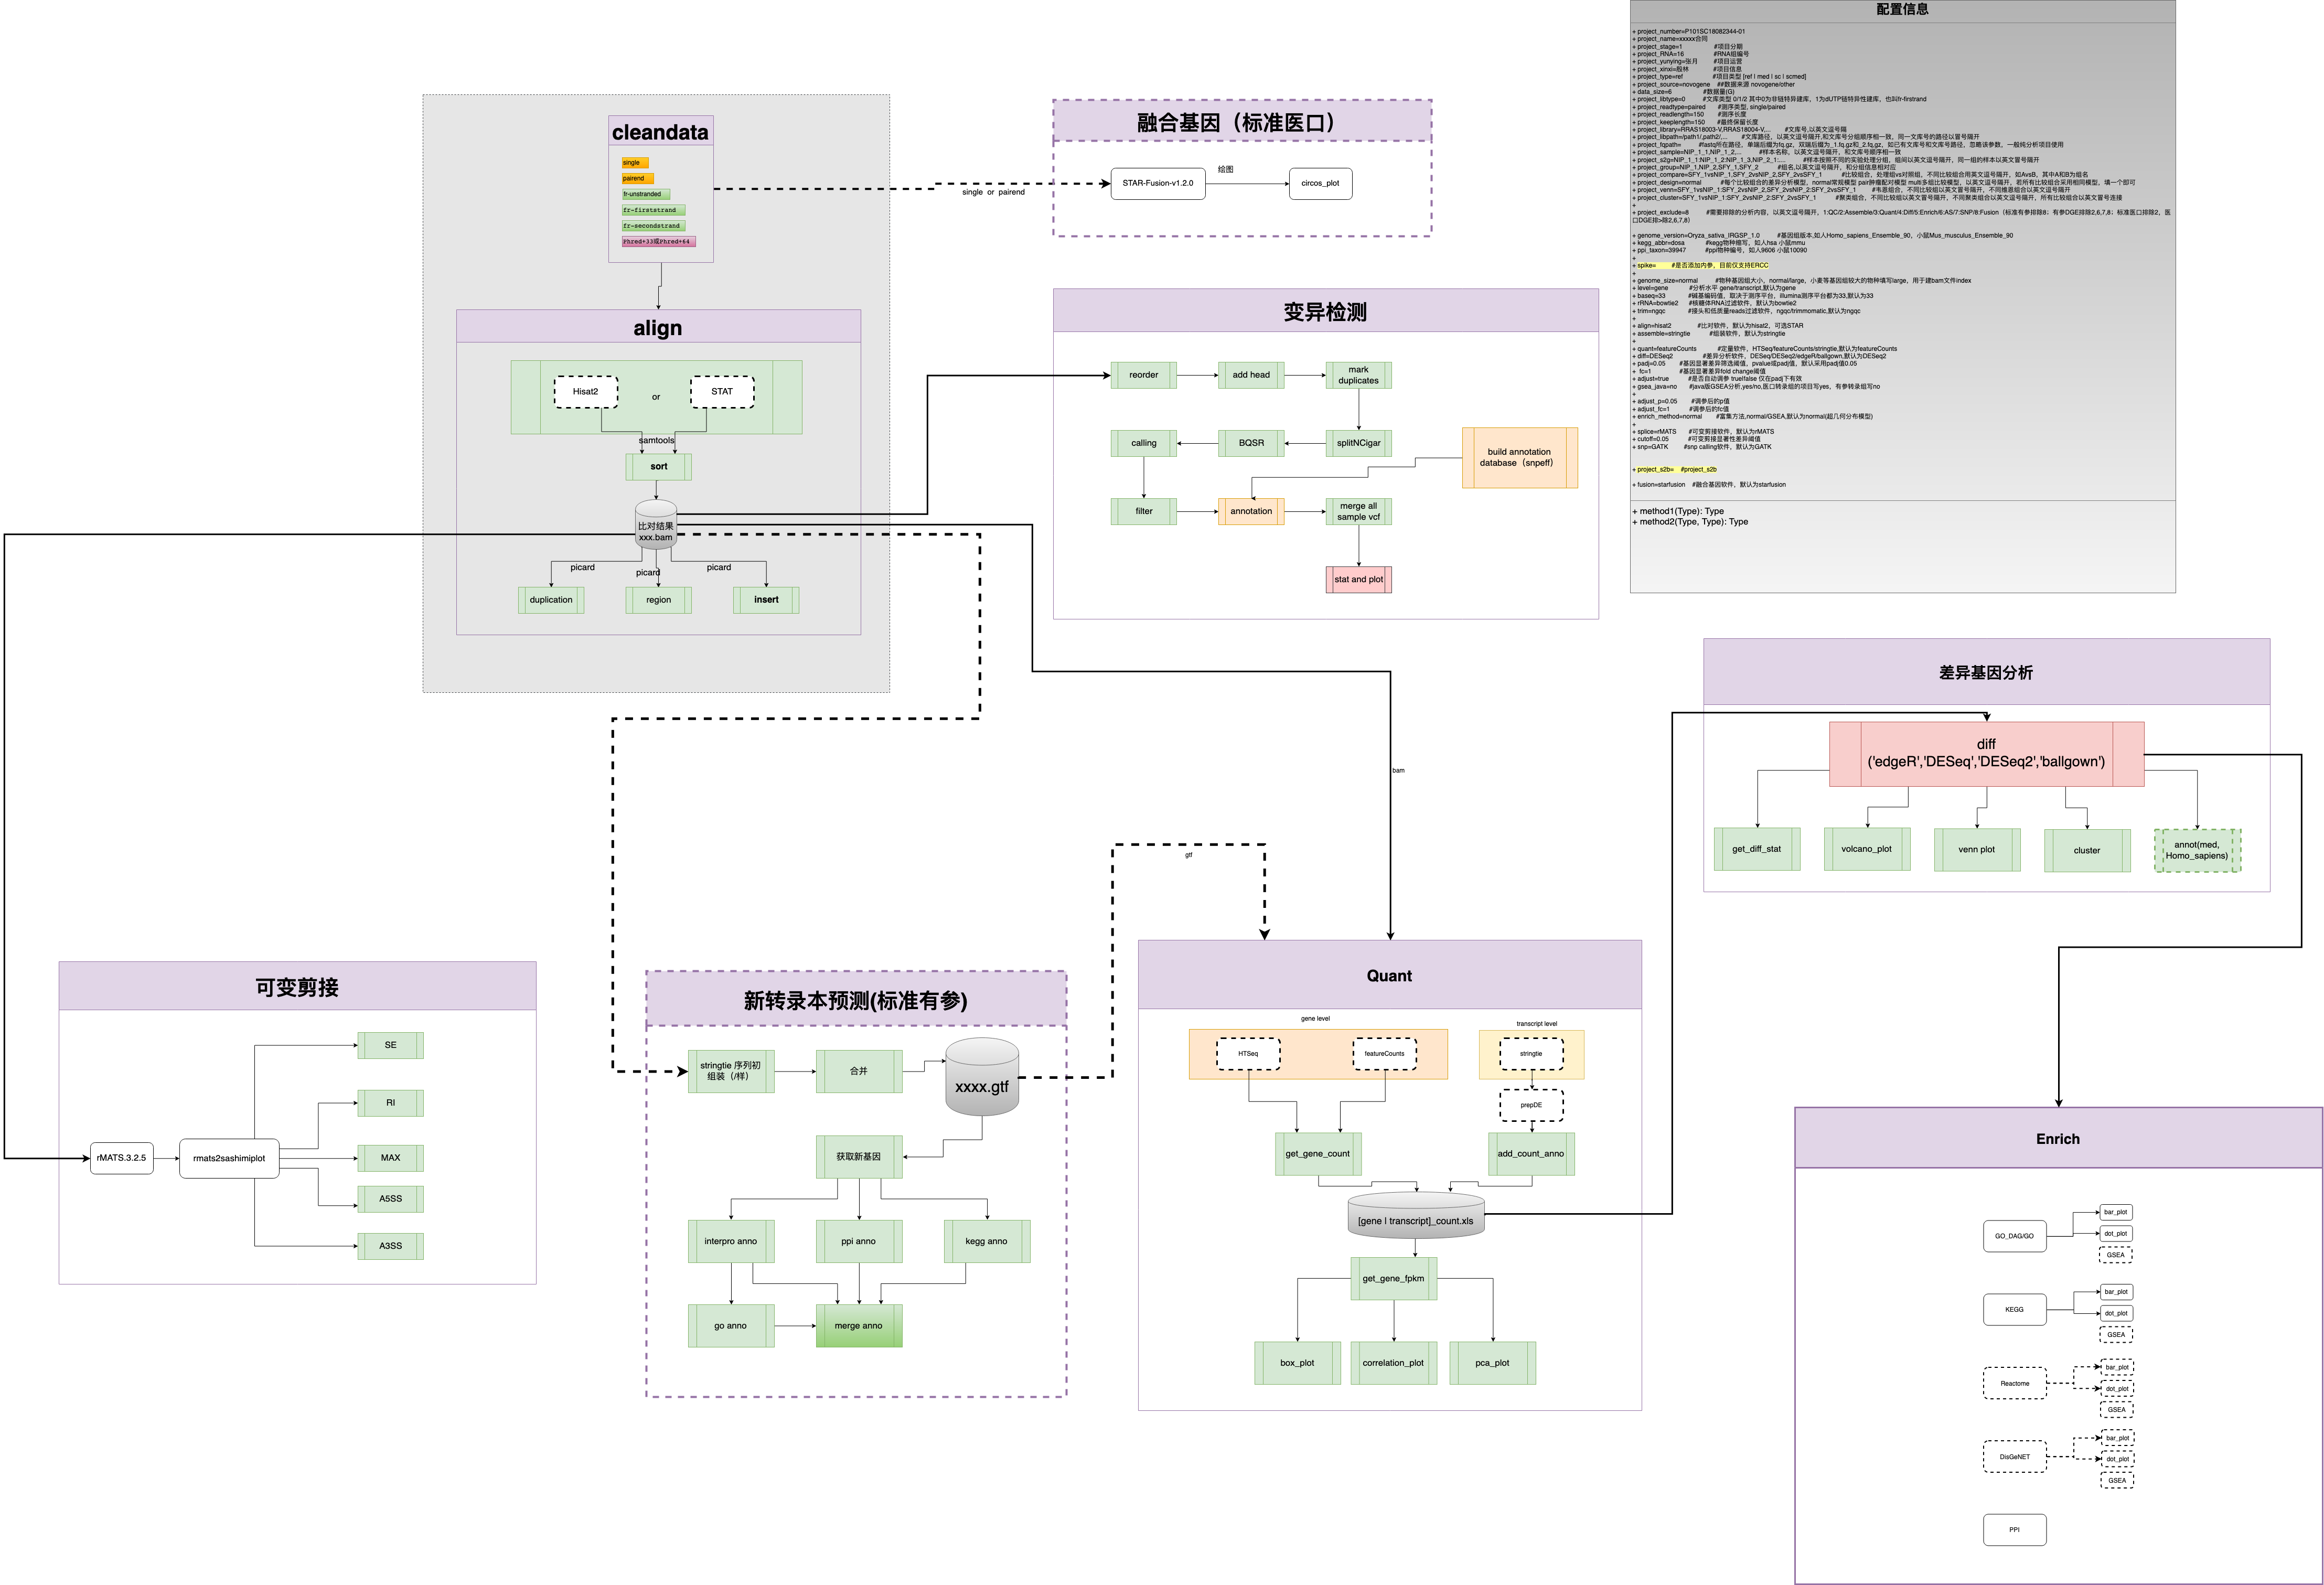 配置信息
+ project_number=P101SC18082344-01
+ project_name=xxxxx合同
+ project_stage=1 #项目分期
+ project_RNA=16 #RNA组编号
+ project_yunying=张月 #项目运营
+ project_xinxi=殷林 #项目信息
+ project_type=ref #项目类型 [ref | med | sc | scmed]
+ project_source=novogene ##数据来源 novogene/other
+ data_size=6 #数据量(G)
+ project_libtype=0 #文库类型 0/1/2 其中0为非链特异建库，1为dUTP链特异性建库，也叫fr-firstrand
+ project_readtype=paired #测序类型, single/paired
+ project_readlength=150 #测序长度
+ project_keeplength=150 #最终保留长度
+ project_library=RRAS18003-V,RRAS18004-V,... #文库号,以英文逗号隔
+ project_libpath=/path1/,path2/,... #文库路径，以英文逗号隔开,和文库号分组顺序相一致，同一文库号的路径以冒号隔开
+ project_fqpath= #fastq所在路径，单端后缀为fq.gz，双端后缀为_1.fq.gz和_2.fq.gz，如已有文库号和文库号路径，忽略该参数，一般纯分析项目使用
+ project_sample=NIP_1_1,NIP_1_2,... #样本名称，以英文逗号隔开，和文库号顺序相一致
+ project_s2g=NIP_1_1:NIP_1_2:NIP_1_3,NIP_2_1:.... #样本按照不同的实验处理分组，组间以英文逗号隔开，同一组的样本以英文冒号隔开
+ project_group=NIP_1,NIP_2,SFY_1,SFY_2 #组名,以英文逗号隔开，和分组信息相对应
+ project_compare=SFY_1vsNIP_1,SFY_2vsNIP_2,SFY_2vsSFY_1 #比较组合，处理组vs对照组，不同比较组合用英文逗号隔开，如AvsB，其中A和B为组名
+ project_design=normal #每个比较组合的差异分析模型，normal常规模型 pair肿瘤配对模型 multi多组比较模型，以英文逗号隔开，若所有比较组合采用相同模型，填一个即可
+ project_venn=SFY_1vsNIP_1:SFY_2vsNIP_2,SFY_2vsNIP_2:SFY_2vsSFY_1 #韦恩组合，不同比较组以英文冒号隔开，不同维恩组合以英文逗号隔开
+ project_cluster=SFY_1vsNIP_1:SFY_2vsNIP_2:SFY_2vsSFY_1 #聚类组合，不同比较组以英文冒号隔开，不同聚类组合以英文逗号隔开，所有比较组合以英文冒号连接
+
+ project_exclude=8 #需要排除的分析内容，以英文逗号隔开，1:QC/2:Assemble/3:Quant/4:Diff/5:Enrich/6:AS/7:SNP/8:Fusion（标准有参排除8；有参DGE排除2,6,7,8；标准医口排除2，医
口DGE排>除2,6,7,8）
+ genome_version=Oryza_sativa_IRGSP_1.0 #基因组版本,如人Homo_sapiens_Ensemble_90，小鼠Mus_musculus_Ensemble_90
+ kegg_abbr=dosa #kegg物种缩写，如人hsa 小鼠mmu
+ ppi_taxon=39947 #ppi物种编号，如人9606 小鼠10090
+
+ spike= #是否添加内参，目前仅支持ERCC
+
+ genome_size=normal #物种基因组大小，normal/large，小麦等基因组较大的物种填写large，用于建bam文件index
+ level=gene #分析水平 gene/transcript,默认为gene
+ baseq=33 #碱基编码值，取决于测序平台，illumina测序平台都为33,默认为33
+ rRNA=bowtie2 #核糖体RNA过滤软件，默认为bowtie2
+ trim=ngqc #接头和低质量reads过滤软件，ngqc/trimmomatic,默认为ngqc
+
+ align=hisat2 #比对软件，默认为hisat2，可选STAR
+ assemble=stringtie #组装软件，默认为stringtie
+
+ quant=featureCounts #定量软件，HTSeq/featureCounts/stringtie,默认为featureCounts
+ diff=DESeq2 #差异分析软件，DESeq/DESeq2/edgeR/ballgown,默认为DESeq2
+ padj=0.05 #基因显著差异筛选阈值，pvalue或padj值，默认采用padj值0.05
+ fc=1 #基因显著差异fold change阈值
+ adjust=true #是否自动调参 true|false 仅在padj下有效
+ gsea_java=no #java版GSEA分析,yes/no,医口转录组的项目写yes，有参转录组写no
+
+ adjust_p=0.05 #调参后的p值
+ adjust_fc=1 #调参后的fc值
+ enrich_method=normal #富集方法,normal/GSEA,默认为normal(超几何分布模型)
+
+ splice=rMATS #可变剪接软件，默认为rMATS
+ cutoff=0.05 #可变剪接显著性差异阈值
+ snp=GATK #snp calling软件，默认为GATK
+ project_s2b= #project_s2b
+ fusion=starfusion #融合基因软件，默认为starfusion
+ method1(Type): Type
+ method2(Type, Type): Type
cleandata
single
pairend
fr-unstranded
fr-firststrand
fr-secondstrand
Phred+33或Phred+64
single or pairend
融合基因（标准医口）
STAR-Fusion-v1.2.0
绘图
circos_plot
align
Hisat2
or
STAT
samtools
sort
比对结果
xxx.bam
picard
picard
picard
duplication
region
insert
变异检测
reorder
add head
mark
duplicates
calling
BQSR
splitNCigar
build annotation
database（snpeff）
filter
annotation
merge all
sample vcf
stat and plot
差异基因分析
diff
('edgeR','DESeq','DESeq2','ballgown')
get_diff_stat
volcano_plot
venn plot
cluster
annot(med,
Homo_sapiens)
bam
gtf
可变剪接
rMATS.3.2.5
rmats2sashimiplot
SE
RI
MAX
A5SS
A3SS
新转录本预测(标准有参)
stringtie 序列初
组装（/样）
合并
xxxx.gtf
获取新基因
interpro anno
ppi anno
kegg anno
go anno
merge anno
Quant
gene level
transcript level
HTSeq
featureCounts
stringtie
prepDE
get_gene_count
add_count_anno
[gene | transcript]_count.xls
get_gene_fpkm
box_plot
correlation_plot
pca_plot
Enrich
GO_DAG/GO
bar_plot
dot_plot
GSEA
KEGG
bar_plot
dot_plot
GSEA
Reactome
bar_plot
dot_plot
GSEA
DisGeNET
bar_plot
dot_plot
GSEA
PPI